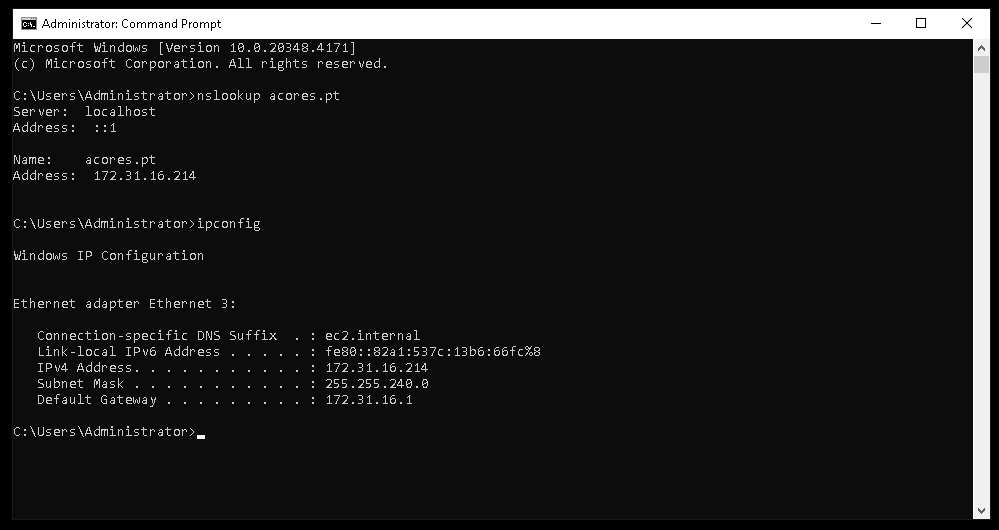 Administrator: Command Prompt
Microsoft Windows [Version 10.0.20348.4171]
(c) Microsoft Corporation. All rights reserved.
C:\Users\Administrator>nslookup acores.pt
Server:  localhost
Address:  ::1
Name:    acores.pt
Address:  172.31.16.214
C:\Users\Administrator>ipconfig
Windows IP Configuration
Ethernet adapter Ethernet 3:
   Connection-specific DNS Suffix  . : ec2.internal
   Link-local IPv6 Address . . . . . : fe80::82a1:537c:13b6:66fc%8
   IPv4 Address. . . . . . . . . . . : 172.31.16.214
   Subnet Mask . . . . . . . . . . . : 255.255.240.0
   Default Gateway . . . . . . . . . : 172.31.16.1
C:\Users\Administrator>